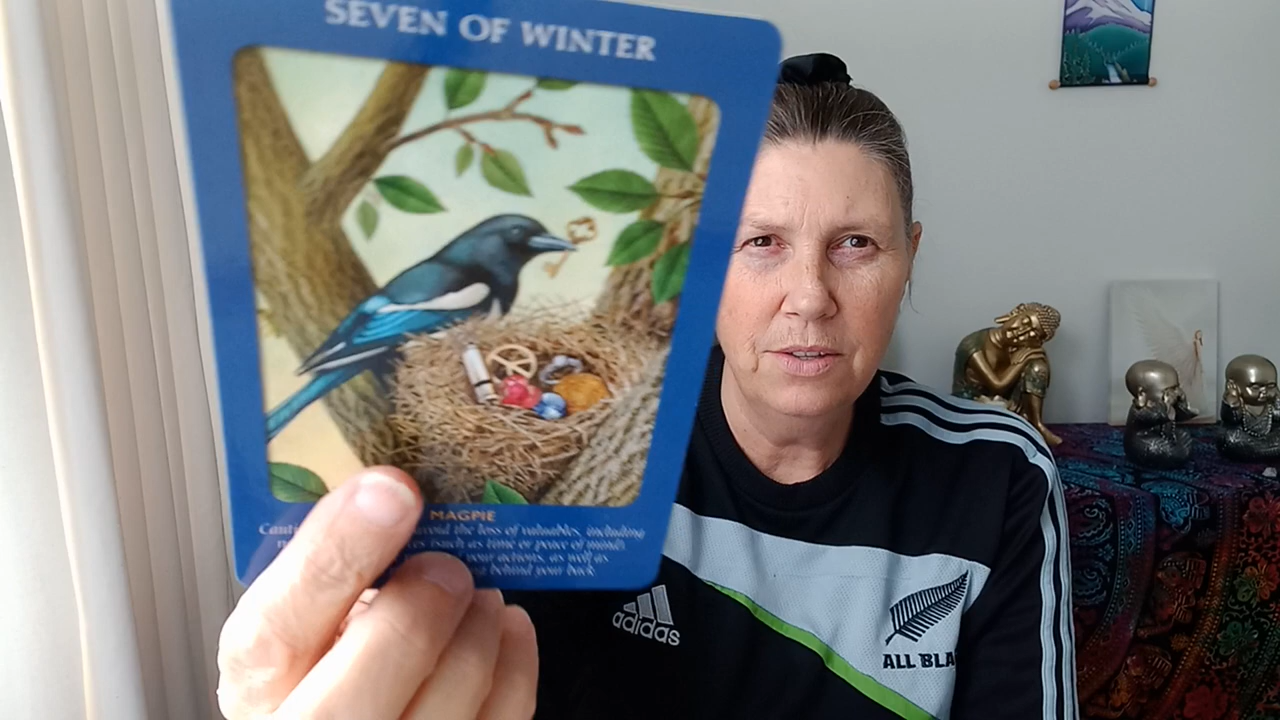 SEVEN OF WINTER
MAGPIE
the loss of valuables, including
such as time or peace of mind.
your actions, as well as
behind your back
adidas
ALL BLA